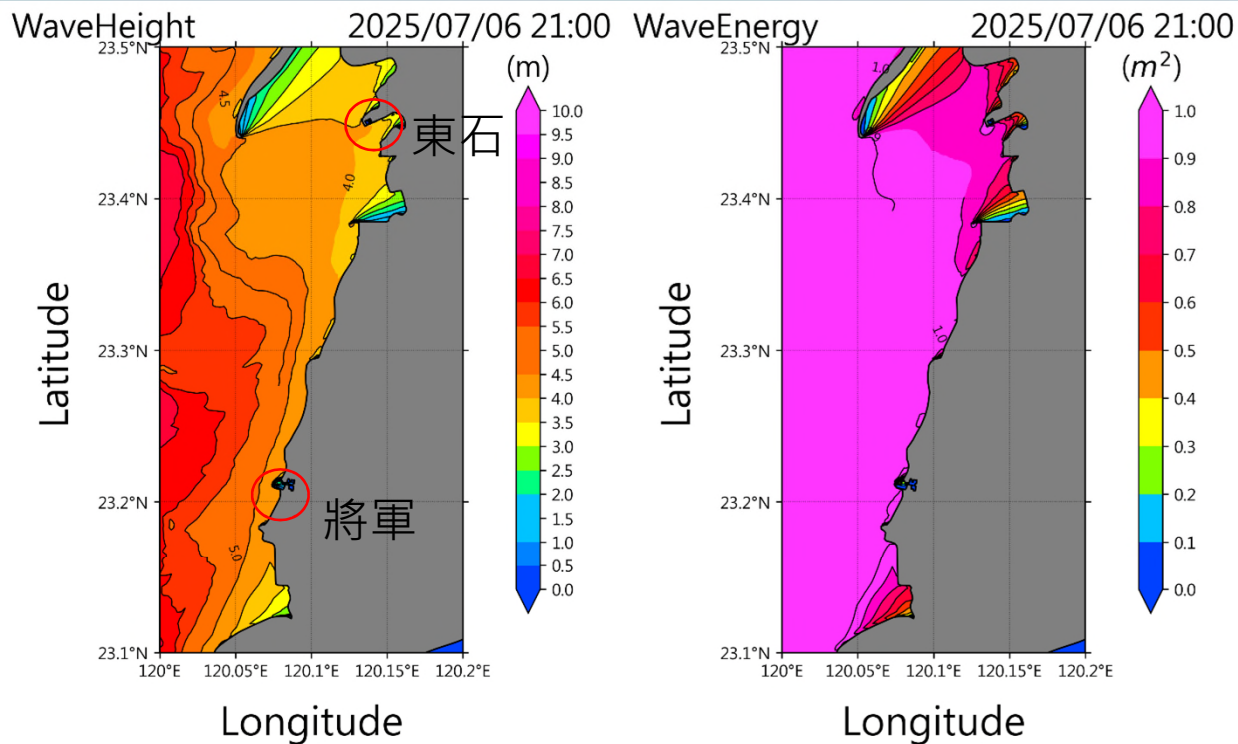 WaveHeight 2025/07/06 21:00
(m)
23.5°N
23.4°N
23.3°N
23.2°N
23.1°N
120°E
120.05°E
120.1°E
120.15°E
120.2°E
Latitude
Longitude
4.5
4.0
5.0
東石
將軍
10.0
9.5
9.0
8.5
8.0
7.5
7.0
6.5
6.0
5.5
5.0
4.5
4.0
3.5
3.0
2.5
2.0
1.5
1.0
0.5
0.0
WaveEnergy 2025/07/06 21:00
(m²)
23.5°N
23.4°N
23.3°N
23.2°N
23.1°N
120°E
120.05°E
120.1°E
120.15°E
120.2°E
Latitude
Longitude
1.0
1.0
1.0
0.9
0.8
0.7
0.6
0.5
0.4
0.3
0.2
0.1
0.0